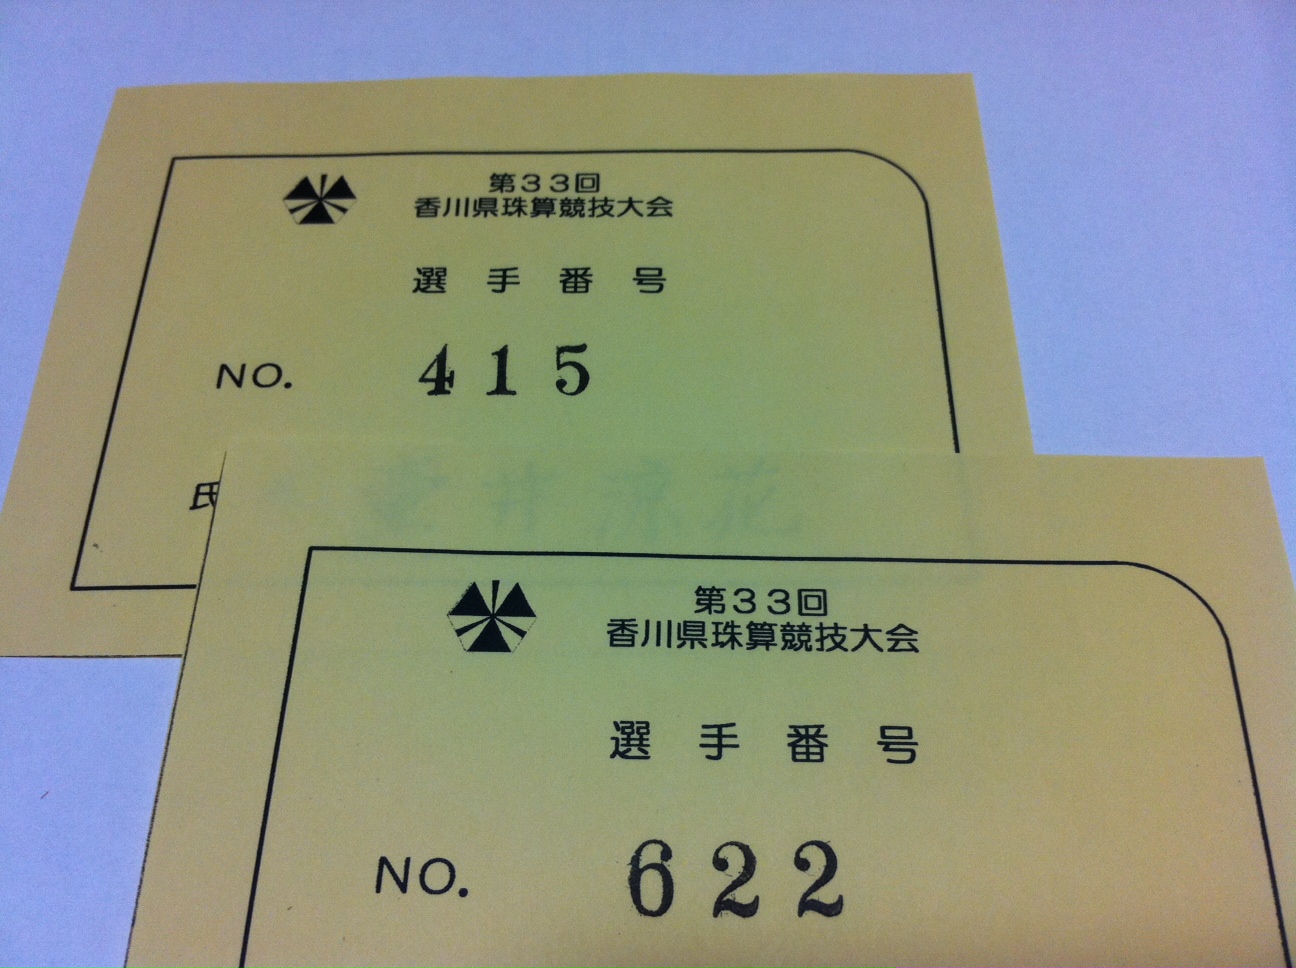 第33回
香川県珠算競技大会
選手番号
NO. 415
氏
第33回
香川県珠算競技大会
選手番号
NO. 622